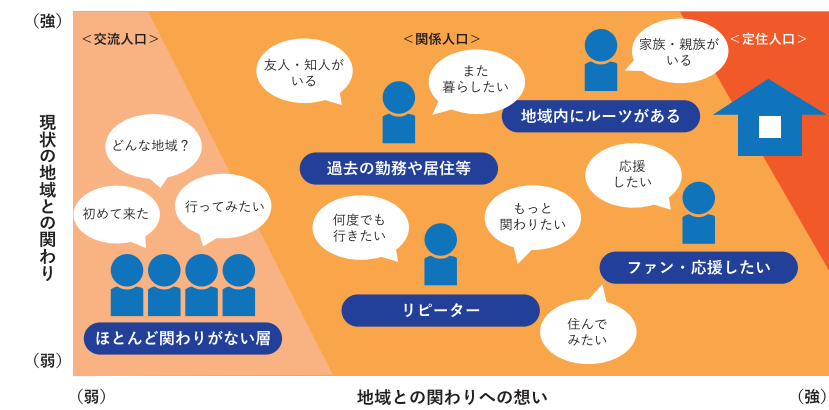 （強）
＜交流人口＞
＜関係人口＞
＜定住人口＞
友人・知人が
いる
また
暮らしたい
家族・親族が
いる
地域内にルーツがある
どんな地域？
過去の勤務や居住等
応援
したい
初めて来た
行ってみたい
何度でも
行きたい
もっと
関わりたい
現状の地域との関わり
ファン・応援したい
リピーター
ほとんど関わりがない層
住んで
みたい
（弱）
（弱）
地域との関わりへの想い
（強）